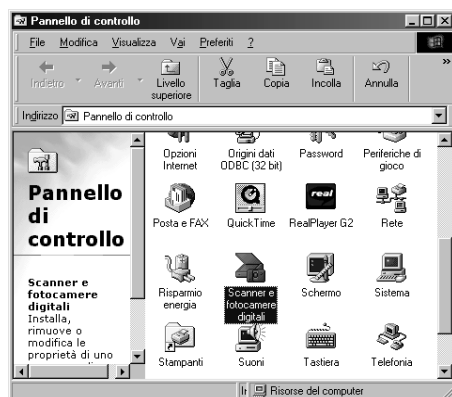 Pannello di controllo
File Modifica Visualizza Vai Preferiti ?
Indietro Avanti Livello superiore Taglia Copia Incolla Annulla »
Indirizzo Pannello di controllo
Opzioni Internet
Origini dati ODBC (32 bit)
Password
Periferiche di gioco
Pannello di controllo
Posta e FAX
QuickTime
real
RealPlayer G2
Rete
Scanner e fotocamere digitali
Installa, rimuove o modifica le proprietà di uno
Risparmio energia
Scanner e fotocamere digitali
Schermo
Sistema
Stampanti
Suoni
Tastiera
Telefonia
Risorse del computer